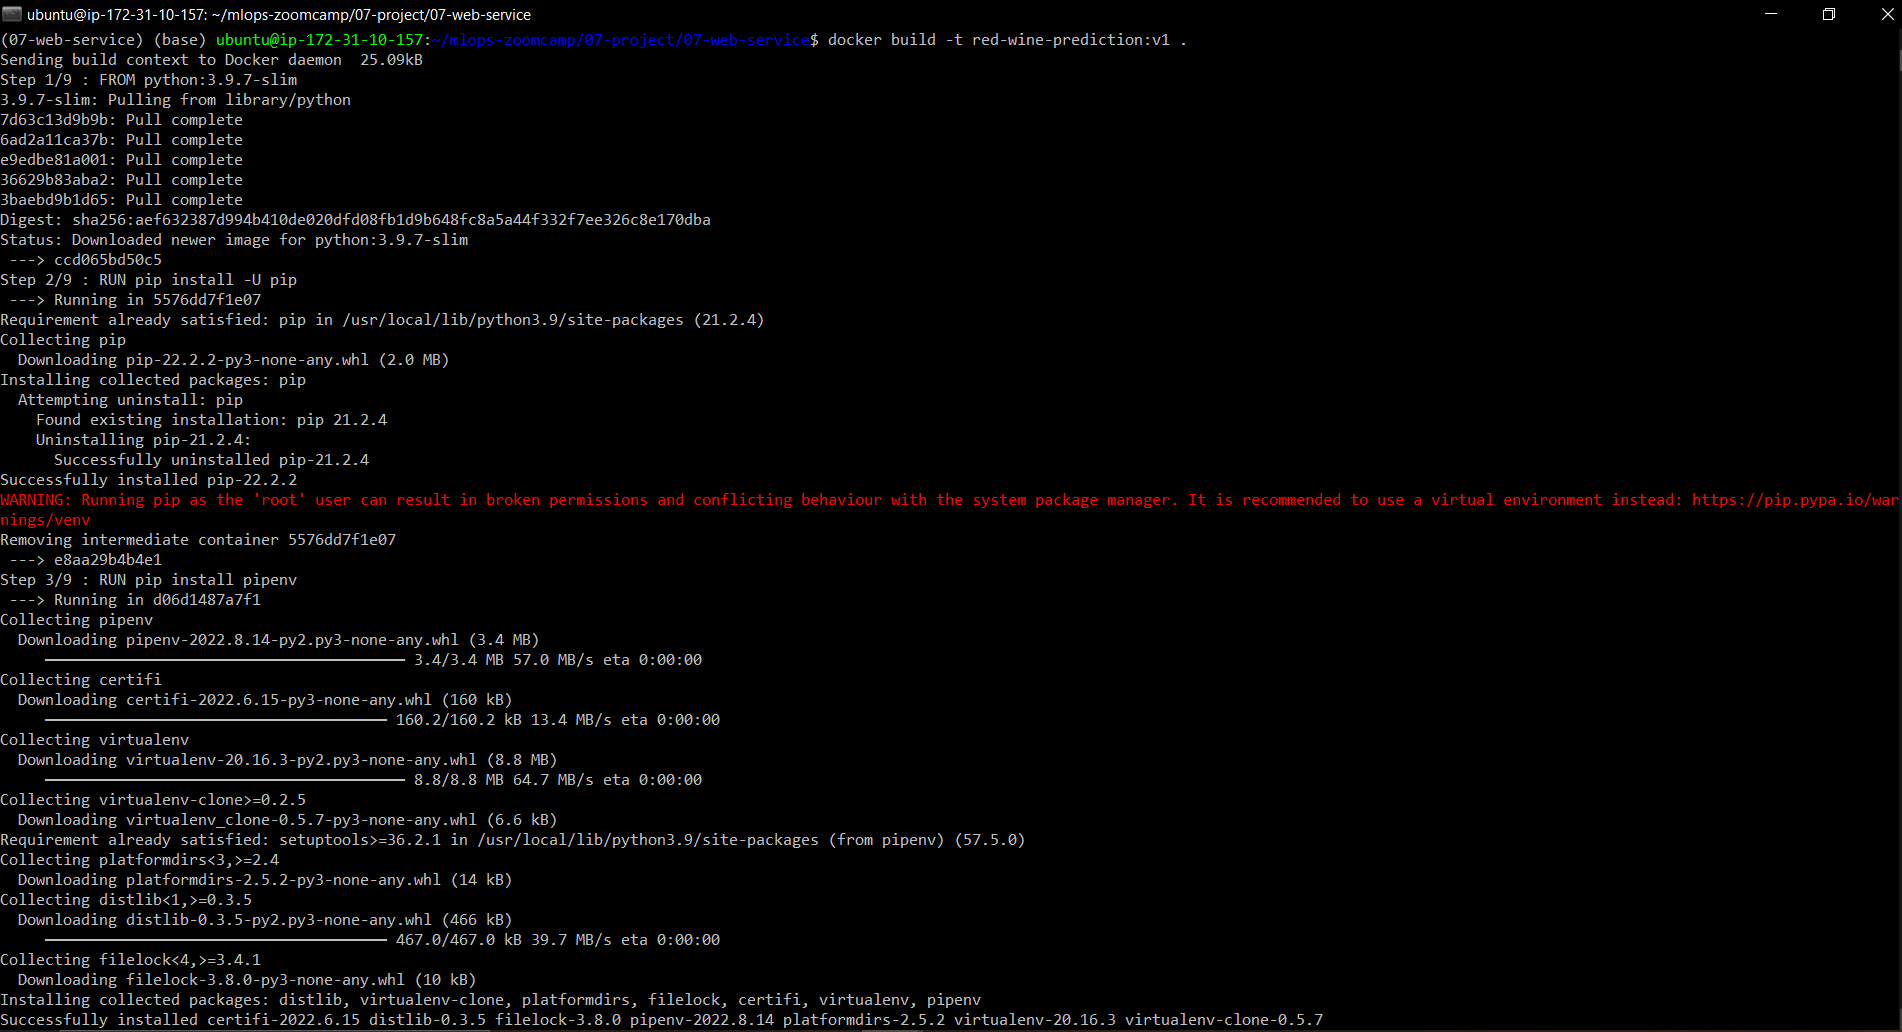 ubuntu@ip-172-31-10-157: ~/mlops-zoomcamp/07-project/07-web-service
(07-web-service) (base) ubuntu@ip-172-31-10-157:~/mlops-zoomcamp/07-project/07-web-service$ docker build -t red-wine-prediction:v1 .
Sending build context to Docker daemon  25.09kB
Step 1/9 : FROM python:3.9.7-slim
3.9.7-slim: Pulling from library/python
7d63c13d9b9b: Pull complete
6ad2a11ca37b: Pull complete
e9edbe81a001: Pull complete
36629b83aba2: Pull complete
3baebd9b1d65: Pull complete
Digest: sha256:aef632387d994b410de020dfd08fb1d9b648fc8a5a44f332f7ee326c8e170dba
Status: Downloaded newer image for python:3.9.7-slim
 ---> ccd065bd50c5
Step 2/9 : RUN pip install -U pip
 ---> Running in 5576dd7f1e07
Requirement already satisfied: pip in /usr/local/lib/python3.9/site-packages (21.2.4)
Collecting pip
  Downloading pip-22.2.2-py3-none-any.whl (2.0 MB)
Installing collected packages: pip
  Attempting uninstall: pip
    Found existing installation: pip 21.2.4
    Uninstalling pip-21.2.4:
      Successfully uninstalled pip-21.2.4
Successfully installed pip-22.2.2
WARNING: Running pip as the 'root' user can result in broken permissions and conflicting behaviour with the system package manager. It is recommended to use a virtual environment instead: https://pip.pypa.io/war
nings/venv
Removing intermediate container 5576dd7f1e07
 ---> e8aa29b4b4e1
Step 3/9 : RUN pip install pipenv
 ---> Running in d06d1487a7f1
Collecting pipenv
  Downloading pipenv-2022.8.14-py2.py3-none-any.whl (3.4 MB)
3.4/3.4 MB 57.0 MB/s eta 0:00:00
Collecting certifi
  Downloading certifi-2022.6.15-py3-none-any.whl (160 kB)
160.2/160.2 kB 13.4 MB/s eta 0:00:00
Collecting virtualenv
  Downloading virtualenv-20.16.3-py2.py3-none-any.whl (8.8 MB)
8.8/8.8 MB 64.7 MB/s eta 0:00:00
Collecting virtualenv-clone>=0.2.5
  Downloading virtualenv_clone-0.5.7-py3-none-any.whl (6.6 kB)
Requirement already satisfied: setuptools>=36.2.1 in /usr/local/lib/python3.9/site-packages (from pipenv) (57.5.0)
Collecting platformdirs<3,>=2.4
  Downloading platformdirs-2.5.2-py3-none-any.whl (14 kB)
Collecting distlib<1,>=0.3.5
  Downloading distlib-0.3.5-py2.py3-none-any.whl (466 kB)
467.0/467.0 kB 39.7 MB/s eta 0:00:00
Collecting filelock<4,>=3.4.1
  Downloading filelock-3.8.0-py3-none-any.whl (10 kB)
Installing collected packages: distlib, virtualenv-clone, platformdirs, filelock, certifi, virtualenv, pipenv
Successfully installed certifi-2022.6.15 distlib-0.3.5 filelock-3.8.0 pipenv-2022.8.14 platformdirs-2.5.2 virtualenv-20.16.3 virtualenv-clone-0.5.7